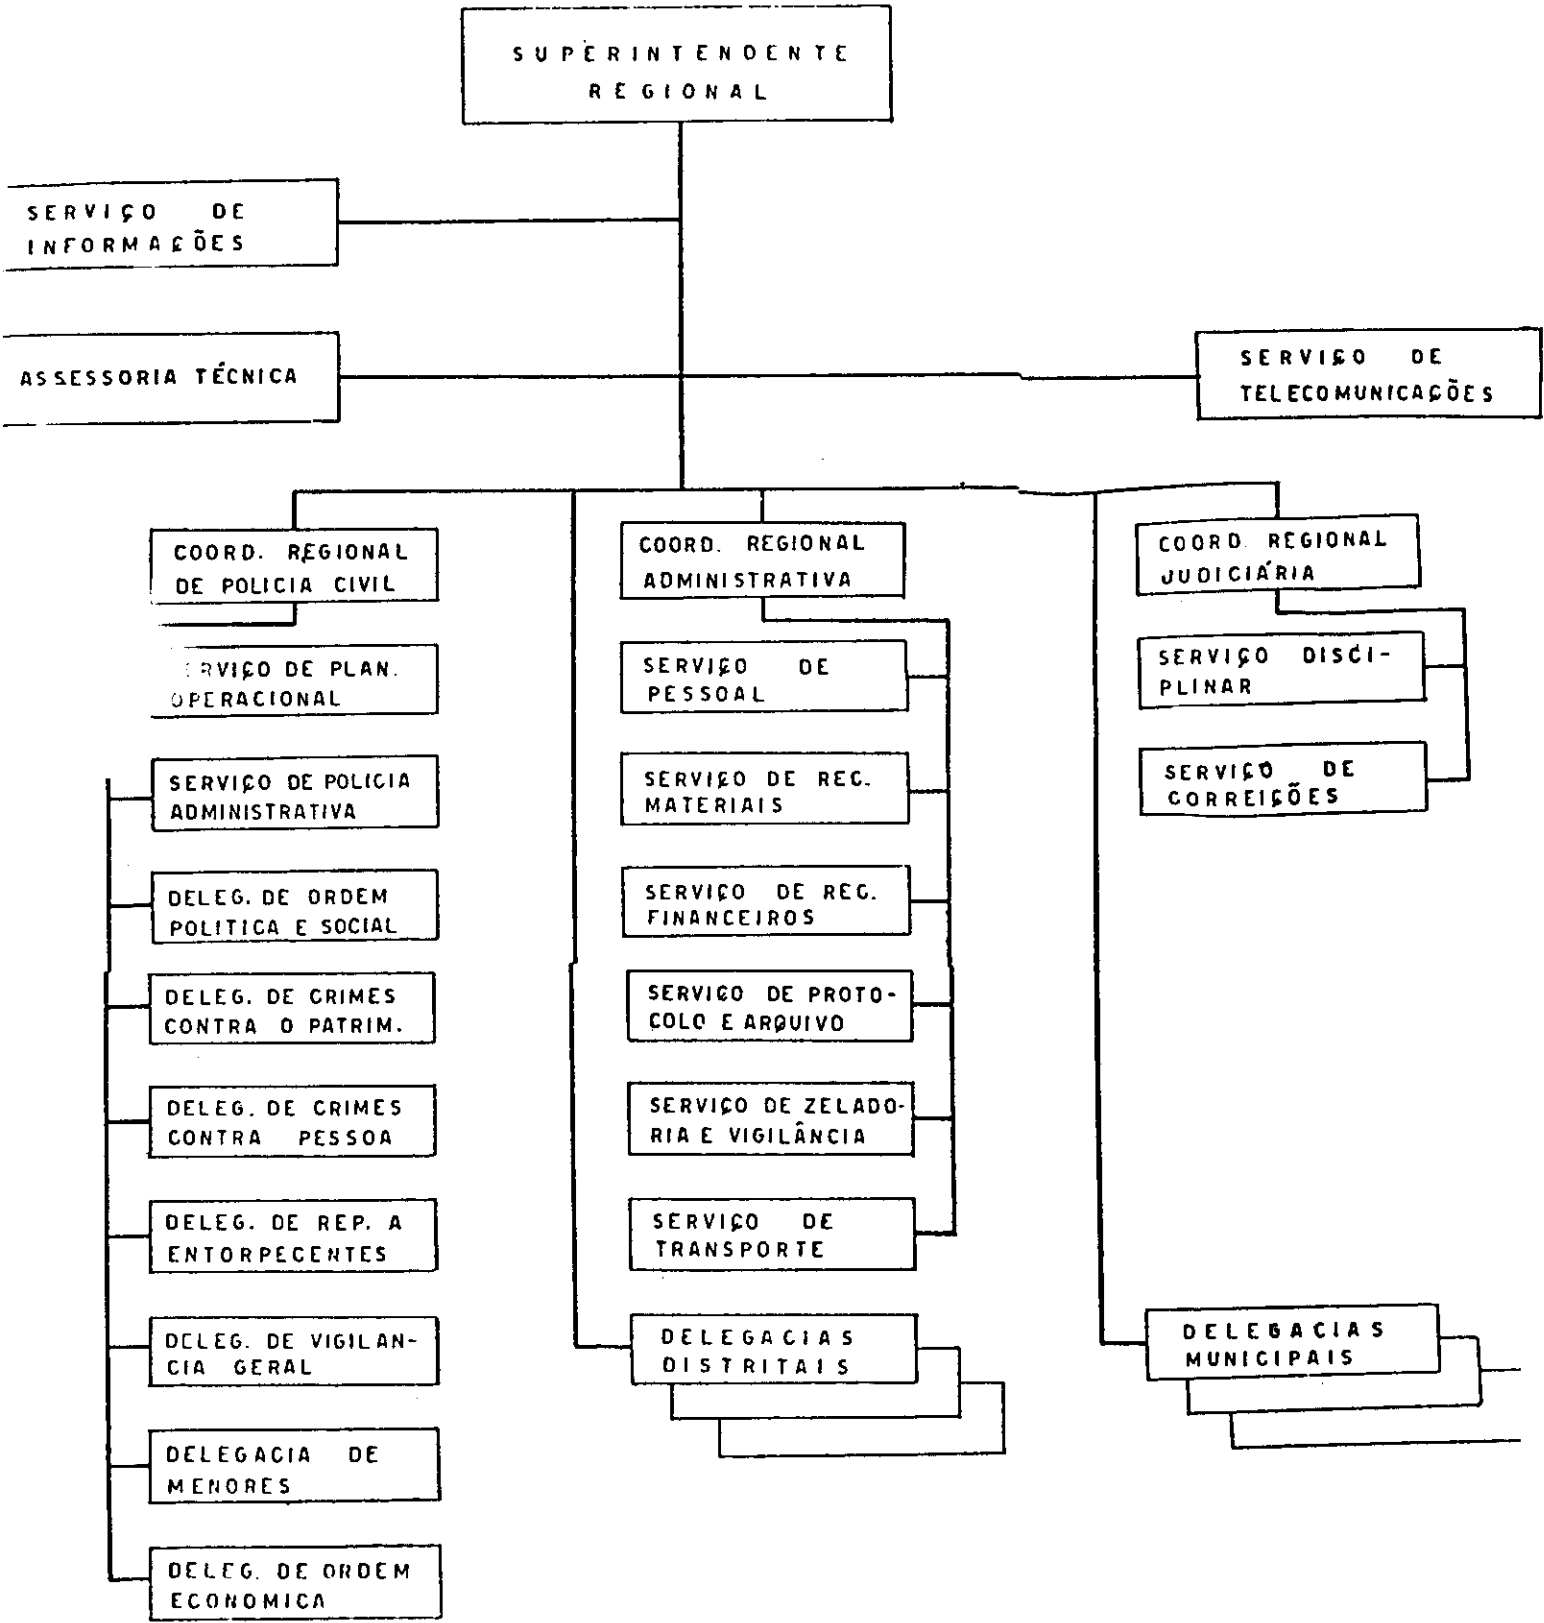 SUPERINTENDENTE
REGIONAL
SERVIÇO DE
INFORMAÇÕES
ASSESSORIA TÉCNICA
SERVIÇO DE
TELECOMUNICAÇÕES
COORD. REGIONAL
DE POLICIA CIVIL
RVIÇO DE PLAN.
OPERACIONAL
SERVIÇO DE POLICIA
ADMINISTRATIVA
DELEG. DE ORDEM
POLITICA E SOCIAL
DELEG. DE CRIMES
CONTRA O PATRIM.
DELEG. DE CRIMES
CONTRA PESSOA
DELEG. DE REP. A
ENTORPECENTES
DELEG. DE VIGILAN-
CIA GERAL
DELEGACIA DE
MENORES
DELEG. DE ORDEM
ECONOMICA
COORD. REGIONAL
ADMINISTRATIVA
SERVIÇO DE
PESSOAL
SERVIÇO DE REC.
MATERIAIS
SERVIÇO DE REC.
FINANCEIROS
SERVIÇO DE PROTO-
COLO E ARQUIVO
SERVIÇO DE ZELADO-
RIA E VIGILÂNCIA
SERVIÇO DE
TRANSPORTE
DELEGACIAS
DISTRITAIS
COORD. REGIONAL
JUDICIÁRIA
SERVIÇO DISCI-
PLINAR
SERVIÇO DE
CORREIÇÕES
DELEGACIAS
MUNICIPAIS